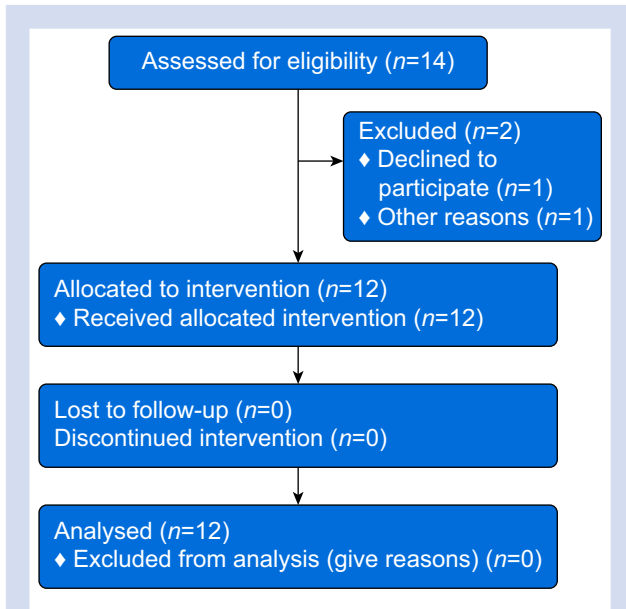 Assessed for eligibility (n=14)
Excluded (n=2)
♦ Declined to
participate (n=1)
♦ Other reasons (n=1)
Allocated to intervention (n=12)
♦ Received allocated intervention (n=12)
Lost to follow-up (n=0)
Discontinued intervention (n=0)
Analysed (n=12)
♦ Excluded from analysis (give reasons) (n=0)